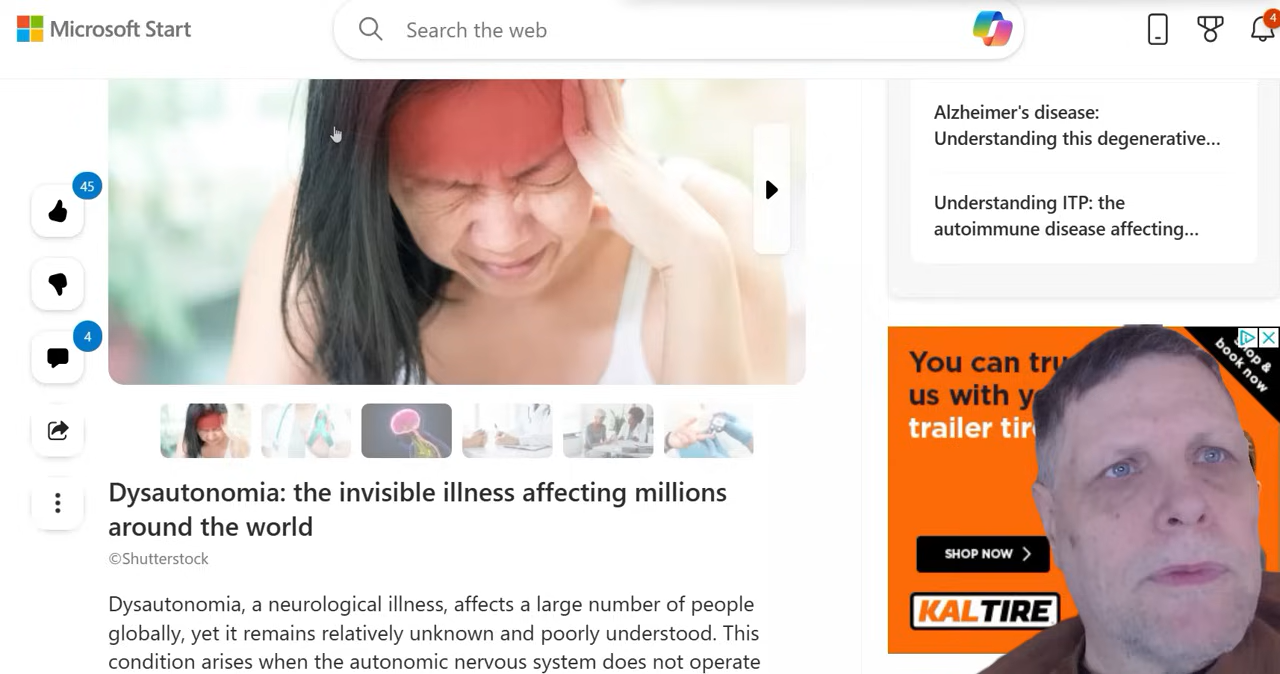 Microsoft Start
Search the web
4
45
4
Alzheimer's disease:
Understanding this degenerative...
Understanding ITP: the
autoimmune disease affecting...
Dysautonomia: the invisible illness affecting millions
around the world
©Shutterstock
Dysautonomia, a neurological illness, affects a large number of people
globally, yet it remains relatively unknown and poorly understood. This
condition arises when the autonomic nervous system does not operate
You can
us with
trailer
Shop &
book now
SHOP NOW
KALTIRE